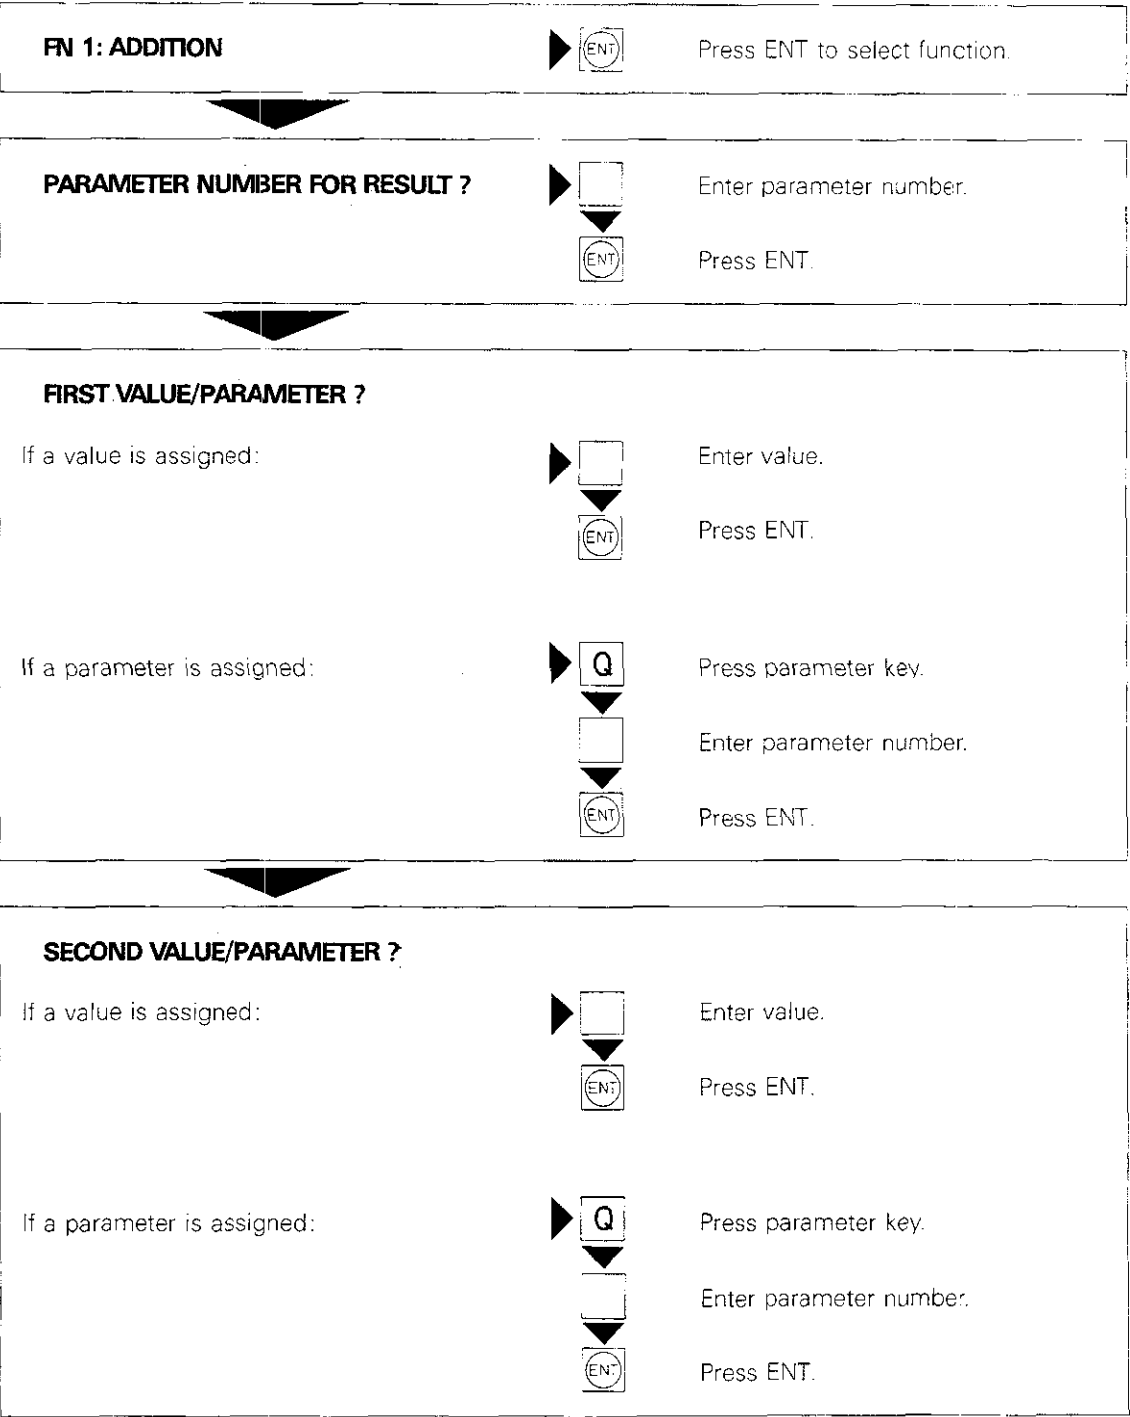 FN 1: ADDITION
ENT Press ENT to select function.
PARAMETER NUMBER FOR RESULT ?
Enter parameter number.
ENT Press ENT.
FIRST VALUE/PARAMETER ?
If a value is assigned: Enter value.
ENT Press ENT.
If a parameter is assigned: Q Press parameter key.
Enter parameter number.
ENT Press ENT.
SECOND VALUE/PARAMETER ?
If a value is assigned: Enter value.
ENT Press ENT.
If a parameter is assigned: Q Press parameter key.
Enter parameter number.
ENT Press ENT.